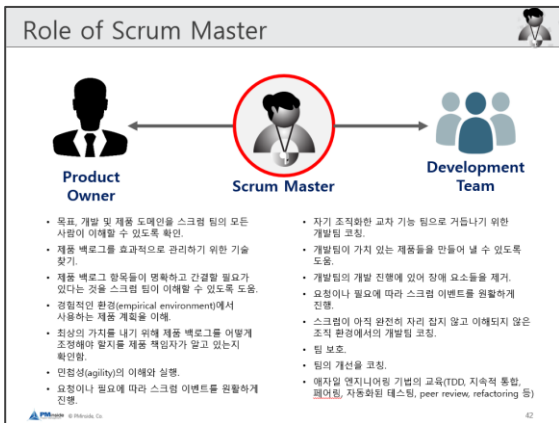 Role of Scrum Master
Product
Owner
Scrum Master
Development
Team
• 목표, 개발 및 제품 도메인을 스크럼 팀의 모든
사람이 이해할 수 있도록 확인.
• 제품 백로그를 효과적으로 관리하기 위한 기술
찾기.
• 제품 백로그 항목들이 명확하고 간결할 필요가
있다는 것을 스크럼 팀이 이해할 수 있도록 도움.
• 경험적인 환경(empirical environment)에서
사용하는 제품 계획을 이해.
• 최상의 가치를 내기 위해 제품 백로그를 어떻게
조정해야 할지를 제품 책임자가 알고 있는지
확인함.
• 민첩성(agility)의 이해와 실행.
• 요청이나 필요에 따라 스크럼 이벤트를 원활하게
진행.
• 자기 조직화한 교차 기능 팀으로 거듭나기 위한
개발팀 코칭.
• 개발팀이 가치 있는 제품들을 만들어 낼 수 있도록
도움.
• 개발팀의 개발 진행에 있어 장애 요소들을 제거.
• 요청이나 필요에 따라 스크럼 이벤트를 원활하게
진행.
• 스크럼이 아직 완전히 자리 잡지 않고 이해되지 않은
조직 환경에서의 개발팀 코칭.
• 팀 보호.
• 팀의 개선을 코칭.
• 애자일 엔지니어링 기법의 교육(TDD, 지속적 통합,
페어링, 자동화된 테스팅, peer review, refactoring 등)
PMinside © PMinside, Co
42